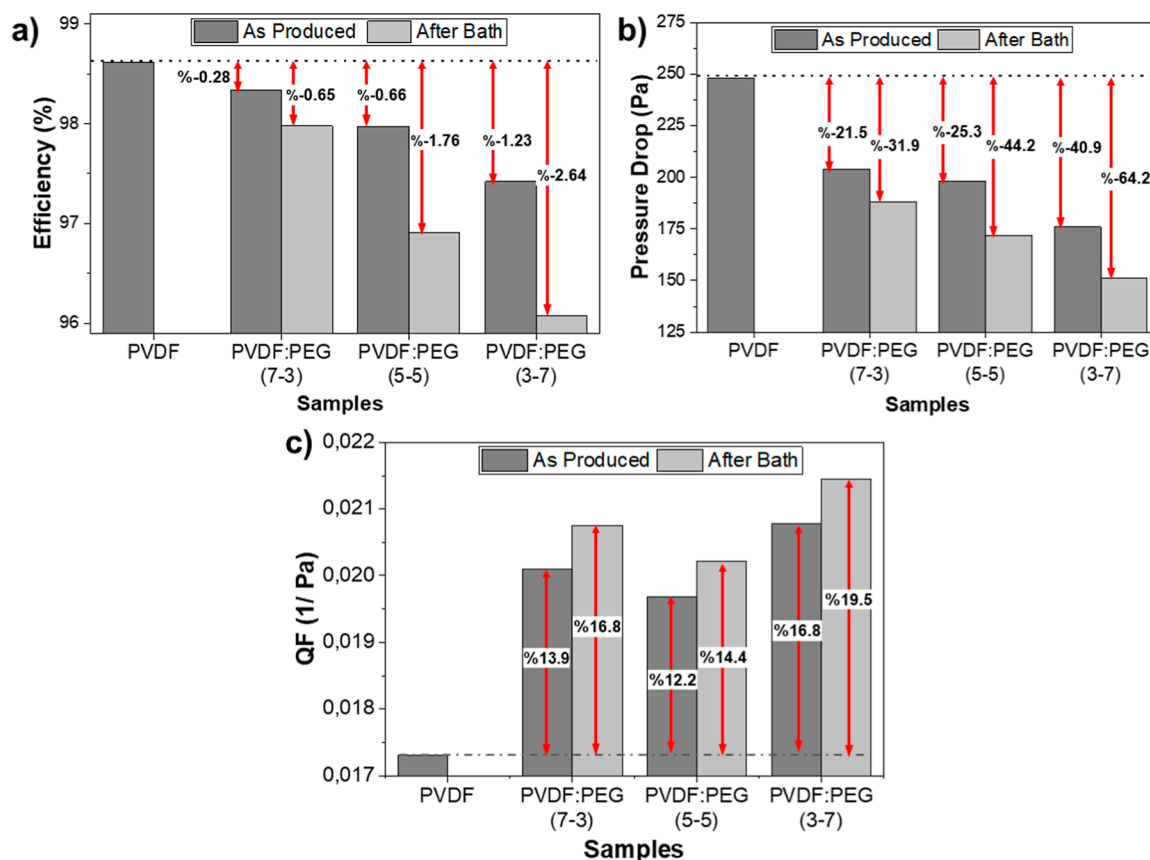 a)
As Produced After Bath
99
98
97
96
Efficiency (%)
%-0.28
%-0.65
%-0.66
%-1.76
%-1.23
%-2.64
PVDF PVDF:PEG PVDF:PEG PVDF:PEG
(7-3) (5-5) (3-7)
Samples
b)
As Produced After Bath
275
250
225
200
175
150
125
Pressure Drop (Pa)
%-21.5
%-31.9
%-25.3
%-44.2
%-40.9
%-64.2
PVDF PVDF:PEG PVDF:PEG PVDF:PEG
(7-3) (5-5) (3-7)
Samples
c)
As Produced After Bath
0,022
0,021
0,020
0,019
0,018
0,017
QF (1/ Pa)
%13.9
%16.8
%12.2
%14.4
%16.8
%19.5
PVDF PVDF:PEG PVDF:PEG PVDF:PEG
(7-3) (5-5) (3-7)
Samples